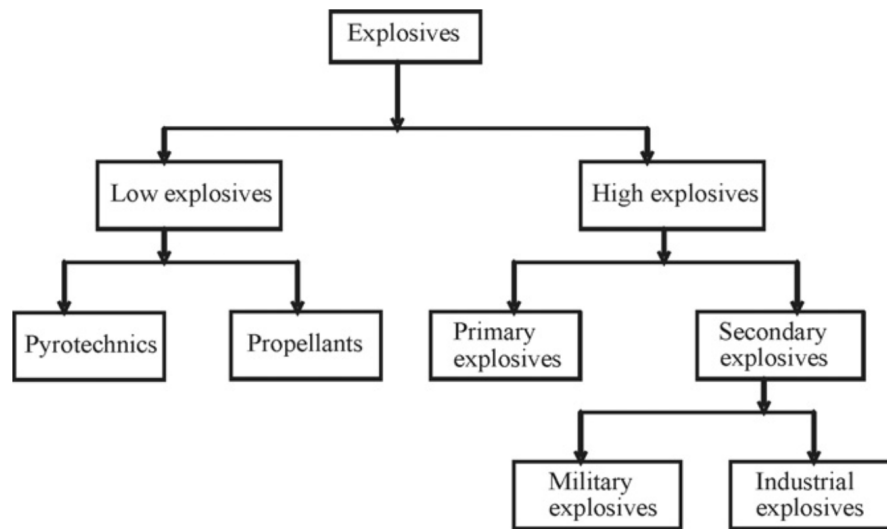 Explosives
Low explosives
High explosives
Pyrotechnics
Propellants
Primary
explosives
Secondary
explosives
Military
explosives
Industrial
explosives